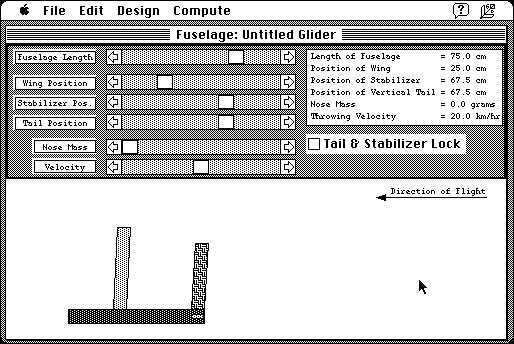 File Edit Design Compute
Fuselage: Untitled Glider
Fuselage Length
Wing Position
Stabilizer Pos.
Tail Position
Nose Mass
Velocity
Length of Fuselage = 75.0 cm
Position of Wing = 25.0 cm
Position of Stabilizer = 67.5 cm
Position of Vertical Tail = 67.5 cm
Nose Mass = 0.0 grams
Throwing Velocity = 20.0 km/hr
Tail & Stabilizer Lock
Direction of Flight